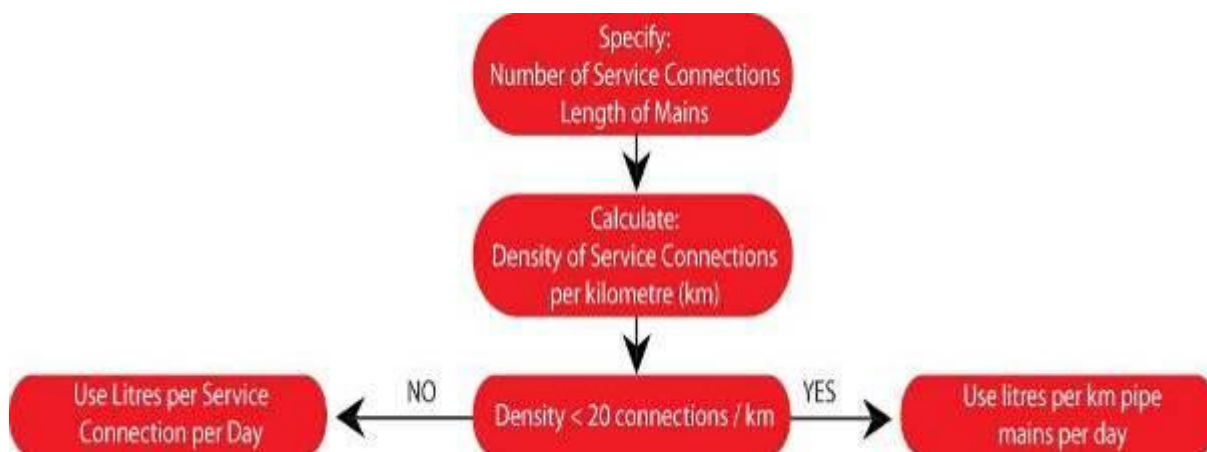 Specify:
Number of Service Connections
Length of Mains
Calculate:
Density of Service Connections
per kilometre (km)
Use Litres per Service
Connection per Day
NO
Density < 20 connections / km
YES
Use litres per km pipe
mains per day